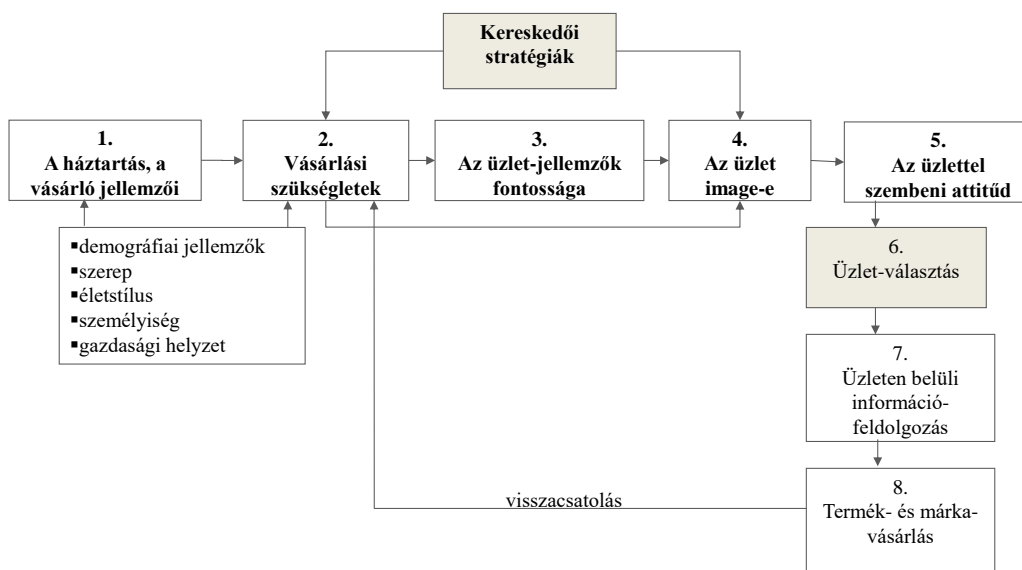 Kereskedői
stratégiák
1.
A háztartás, a
vásárló jellemzői
2.
Vásárlási
szükségletek
3.
Az üzlet-jellemzők
fontossága
4.
Az üzlet
image-e
5.
Az üzlettel
szembeni attitűd
▪demográfiai jellemzők
▪szerep
▪életstílus
▪személyiség
▪gazdasági helyzet
6.
Üzlet-választás
7.
Üzleten belüli
információ-
feldolgozás
visszacsatolás
8.
Termék- és márka-
vásárlás